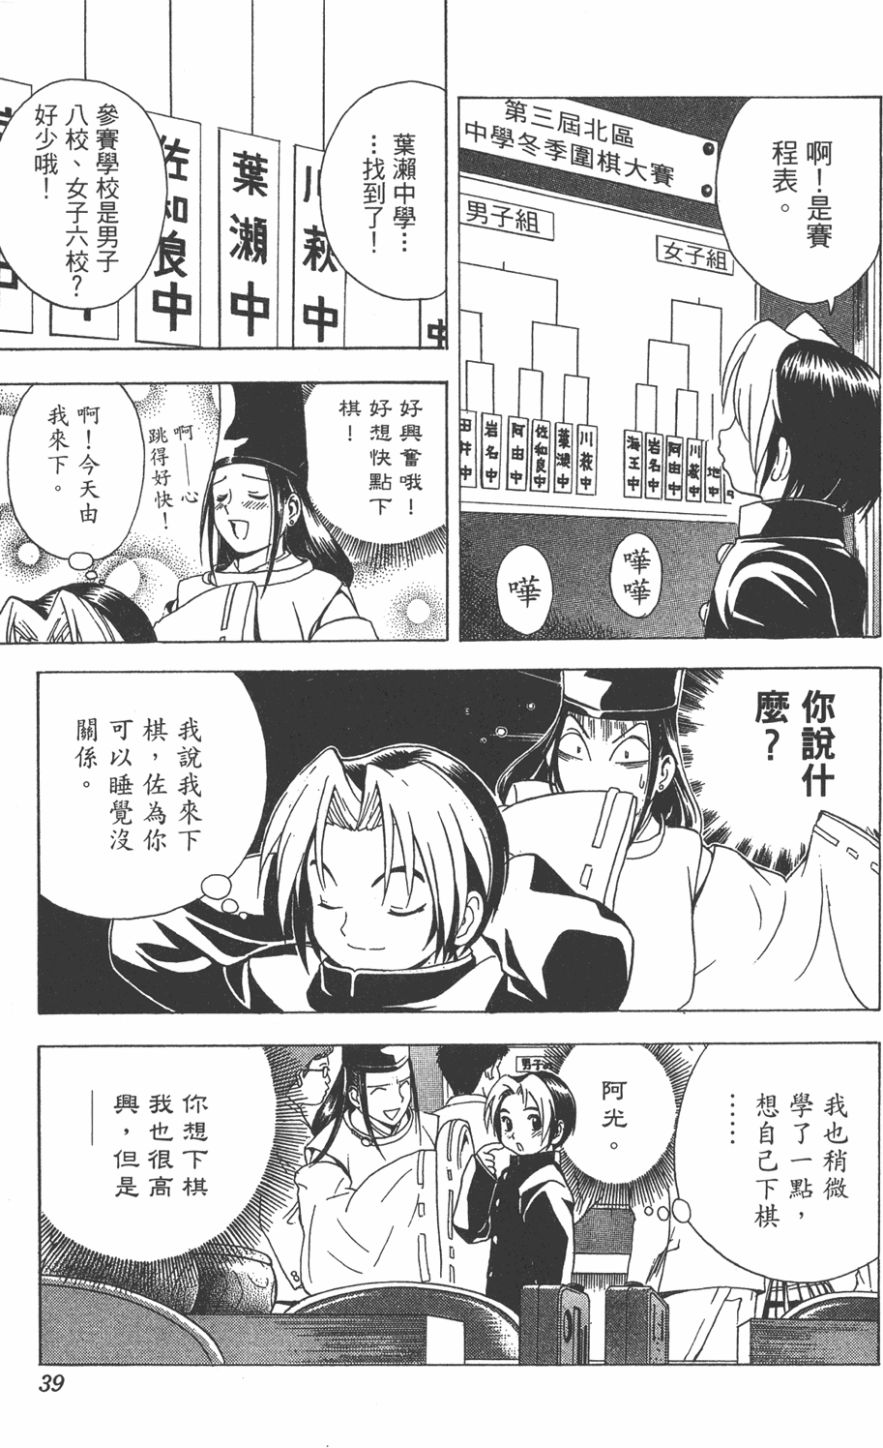 啊！是賽
程表。
第三屆北區
中學冬季圍棋大賽
男子組
女子組
川萩中
葉瀨中
佐和良中
阿由中
岩名中
田井中
川萩中
阿由中
岩名中
海王中
嘩
嘩
嘩
葉瀨中學…
…找到了！
川萩中
葉瀨中
佐和良中
參賽學校是男子
八校、女子六校？
好少哦！
好興奮哦！
好想快點下
棋！
啊——心
跳得好快！
啊！今天由
我來下。
你說什
麼？
我說我來下
棋，佐為你
可以睡覺沒
關係。
我也稍微
學了一點，
想自己下棋
……
阿光。
男子
你想下棋
我也很高
興，但是
——
39